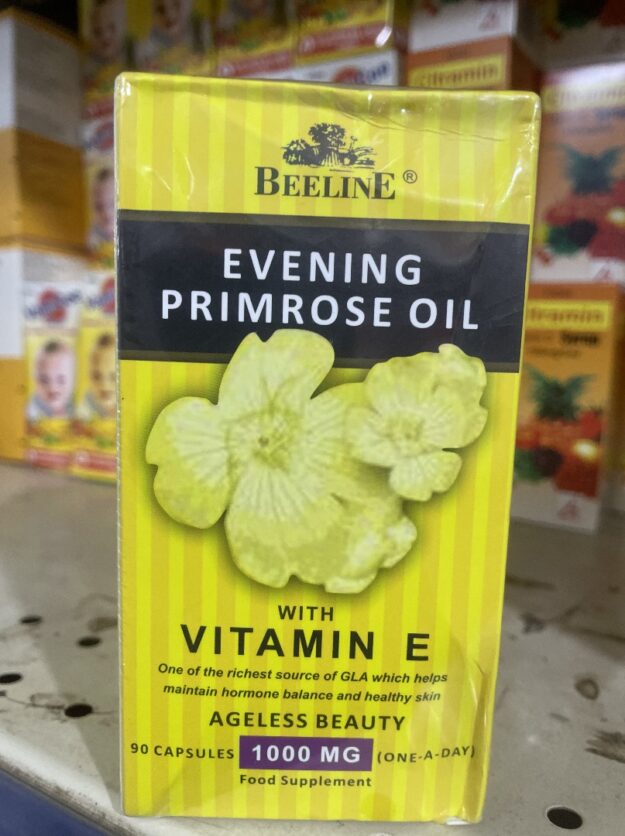 BEELINE®
EVENING
PRIMROSE OIL
WITH
VITAMIN E
One of the richest source of GLA which helps
maintain hormone balance and healthy skin
AGELESS BEAUTY
90 CAPSULES 1000 MG (ONE-A-DAY)
Food Supplement